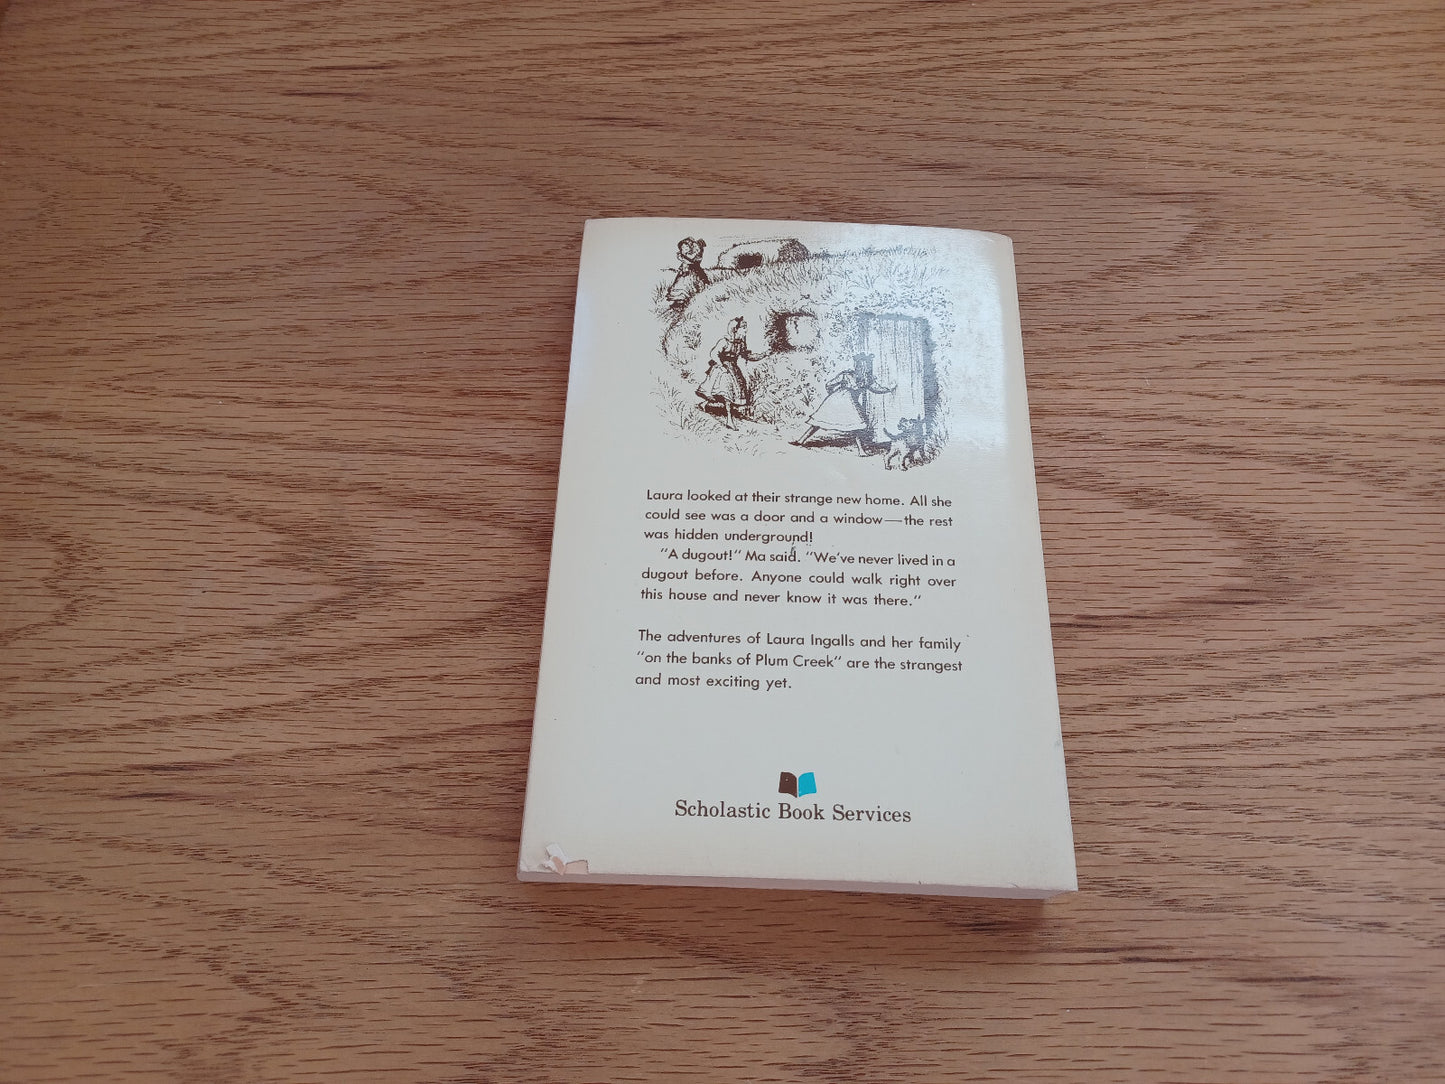 Laura looked at their strange new home. All she
could see was a door and a window—the rest
was hidden underground!
"A dugout!" Ma said. "We've never lived in a
dugout before. Anyone could walk right over
this house and never know it was there."
The adventures of Laura Ingalls and her family
"on the banks of Plum Creek" are the strangest
and most exciting yet.
Scholastic Book Services